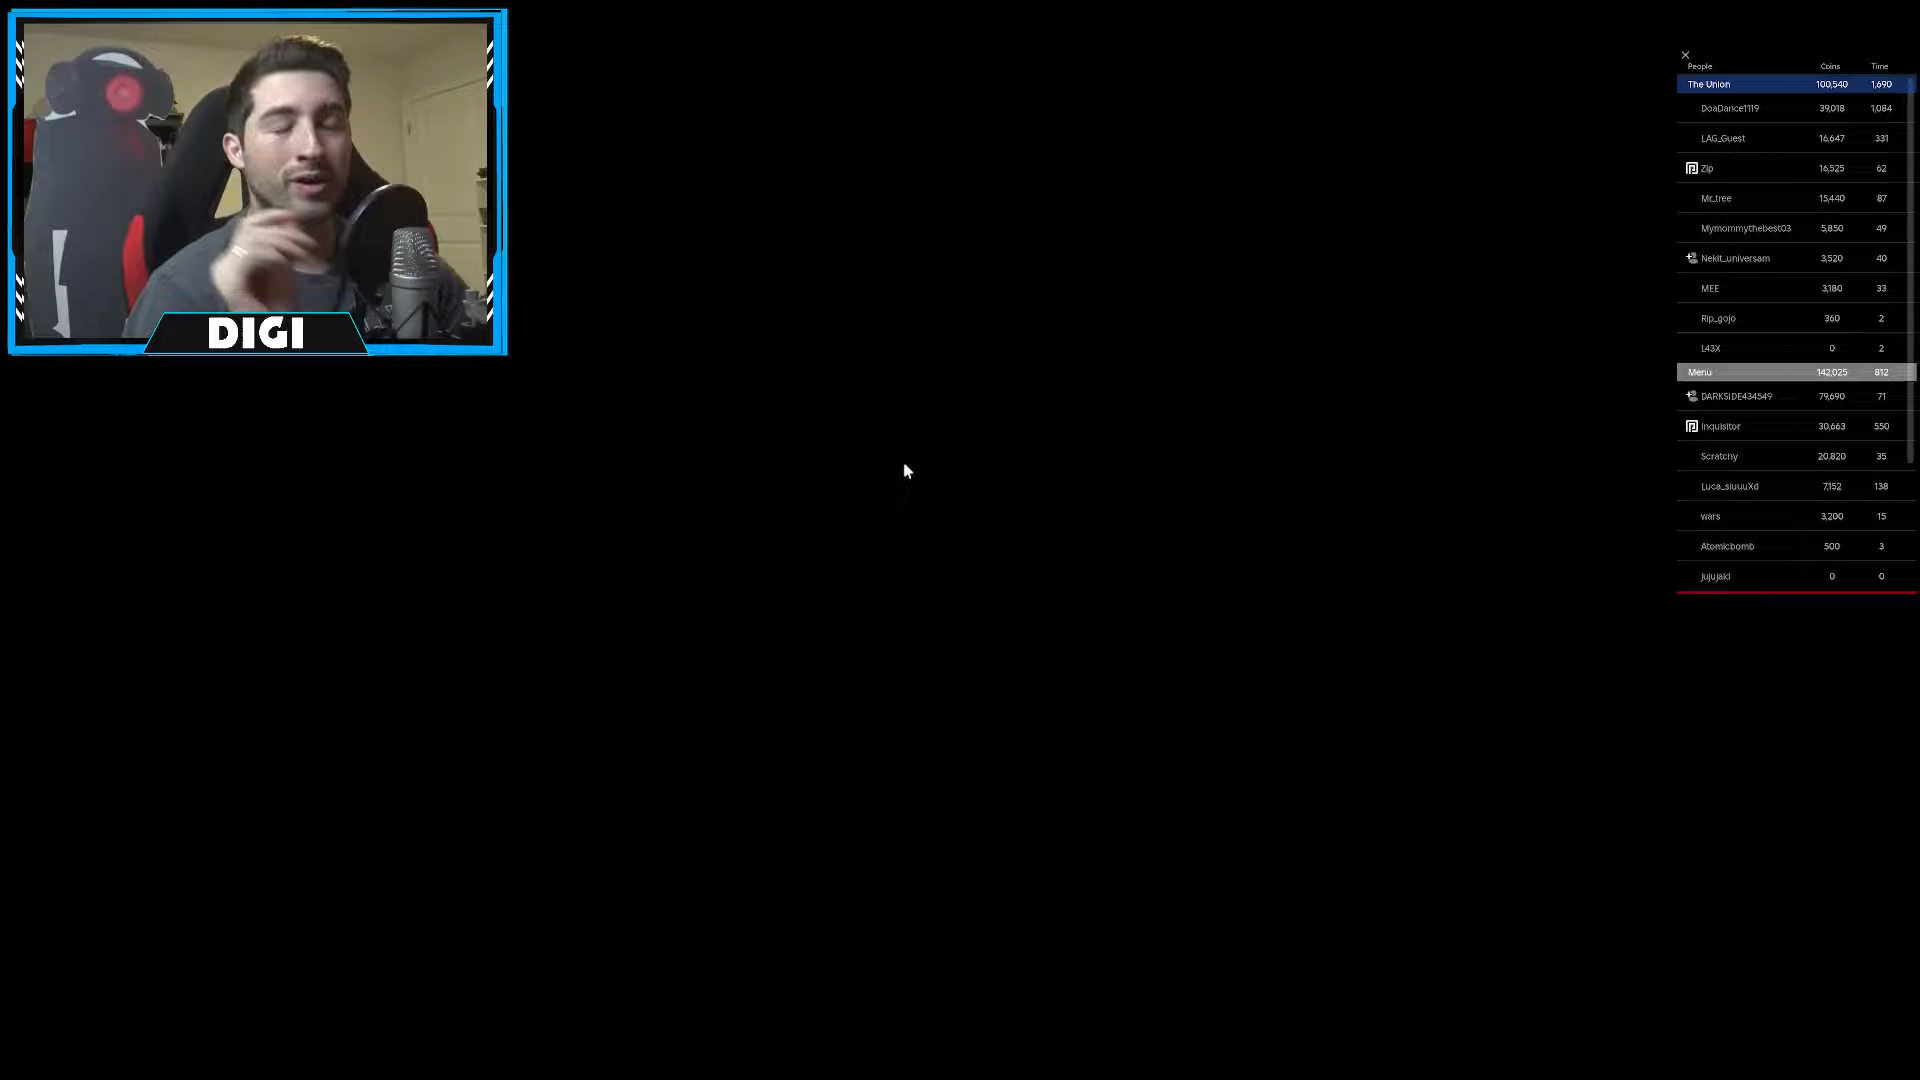 DIGI
People Coins Time
The Union 100,540 1,690
DoaDance1119 39,018 1,084
LAG_Guest 16,647 331
Zip 16,525 62
Mr_tree 15,440 87
Mymommythebest03 5,850 49
Nekit_universam 3,520 40
MEE 3,180 33
Rip_gojo 360 2
L43X 0 2
Menu 142,025 812
DARKSIDE434549 79,690 71
Inquisitor 30,663 550
Scratchy 20,820 35
Luca_siuuuXd 7,152 138
wars 3,200 15
Atomicbomb 500 3
jujujaki 0 0